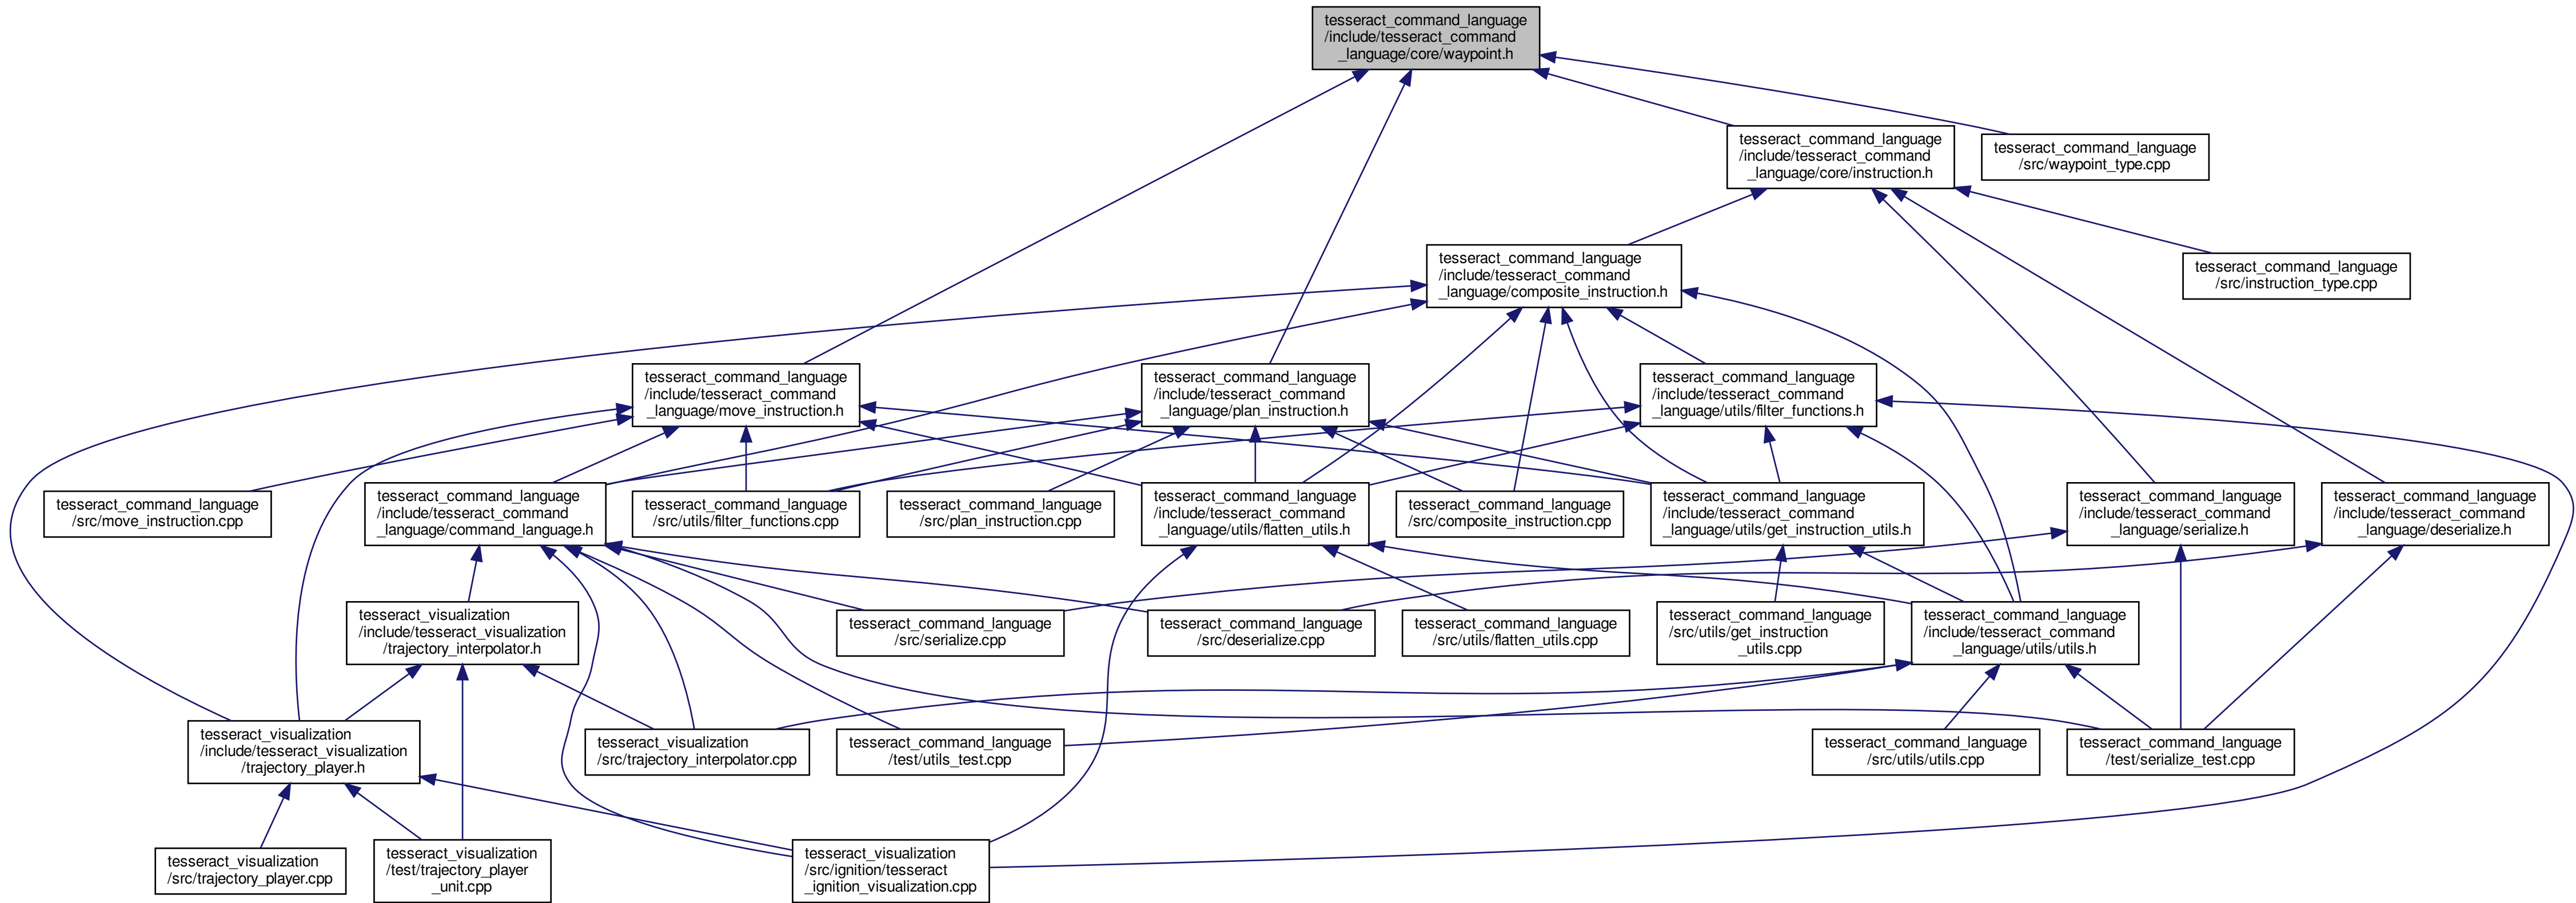 tesseract_command_language
/include/tesseract_command
_language/core/waypoint.h
tesseract_command_language
/include/tesseract_command
_language/core/instruction.h
tesseract_command_language
/src/waypoint_type.cpp
tesseract_command_language
/include/tesseract_command
_language/composite_instruction.h
tesseract_command_language
/src/instruction_type.cpp
tesseract_command_language
/include/tesseract_command
_language/move_instruction.h
tesseract_command_language
/include/tesseract_command
_language/plan_instruction.h
tesseract_command_language
/include/tesseract_command
_language/utils/filter_functions.h
tesseract_command_language
/src/move_instruction.cpp
tesseract_command_language
/include/tesseract_command
_language/command_language.h
tesseract_command_language
/src/utils/filter_functions.cpp
tesseract_command_language
/src/plan_instruction.cpp
tesseract_command_language
/include/tesseract_command
_language/utils/flatten_utils.h
tesseract_command_language
/src/composite_instruction.cpp
tesseract_command_language
/include/tesseract_command
_language/utils/get_instruction_utils.h
tesseract_command_language
/include/tesseract_command
_language/serialize.h
tesseract_command_language
/include/tesseract_command
_language/deserialize.h
tesseract_visualization
/include/tesseract_visualization
/trajectory_interpolator.h
tesseract_command_language
/src/serialize.cpp
tesseract_command_language
/src/deserialize.cpp
tesseract_command_language
/src/utils/flatten_utils.cpp
tesseract_command_language
/src/utils/get_instruction
_utils.cpp
tesseract_command_language
/include/tesseract_command
_language/utils/utils.h
tesseract_visualization
/include/tesseract_visualization
/trajectory_player.h
tesseract_visualization
/src/trajectory_interpolator.cpp
tesseract_command_language
/test/utils_test.cpp
tesseract_command_language
/src/utils/utils.cpp
tesseract_command_language
/test/serialize_test.cpp
tesseract_visualization
/src/trajectory_player.cpp
tesseract_visualization
/test/trajectory_player
_unit.cpp
tesseract_visualization
/src/ignition/tesseract
_ignition_visualization.cpp